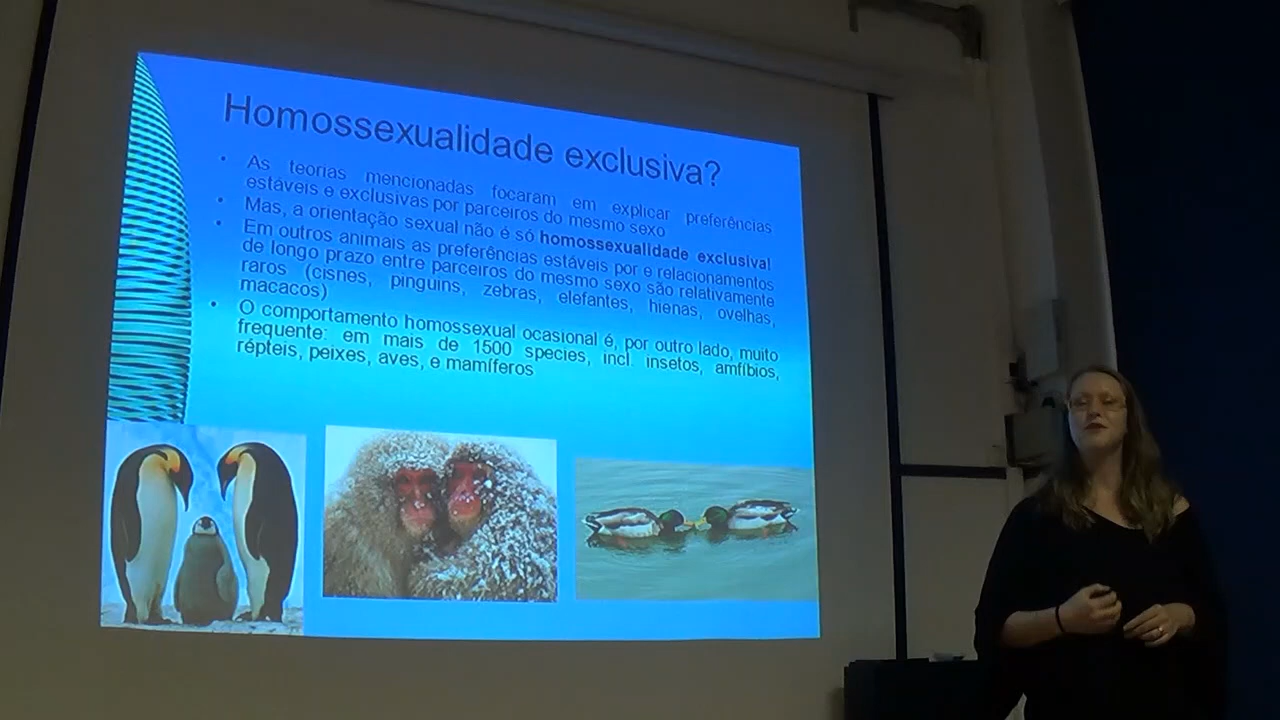 Homossexualidade exclusiva?
• As teorias mencionadas focaram em explicar preferências
estáveis e exclusivas por parceiros do mesmo sexo
• Mas, a orientação sexual não é só homossexualidade exclusiva!
• Em outros animais as preferências estáveis por e relacionamentos
de longo prazo entre parceiros do mesmo sexo são relativamente
raros (cisnes, pinguins, zebras, elefantes, hienas, ovelhas,
macacos)
• O comportamento homossexual ocasional é, por outro lado, muito
frequente: em mais de 1500 species, incl. insetos, amfíbios,
répteis, peixes, aves, e mamíferos